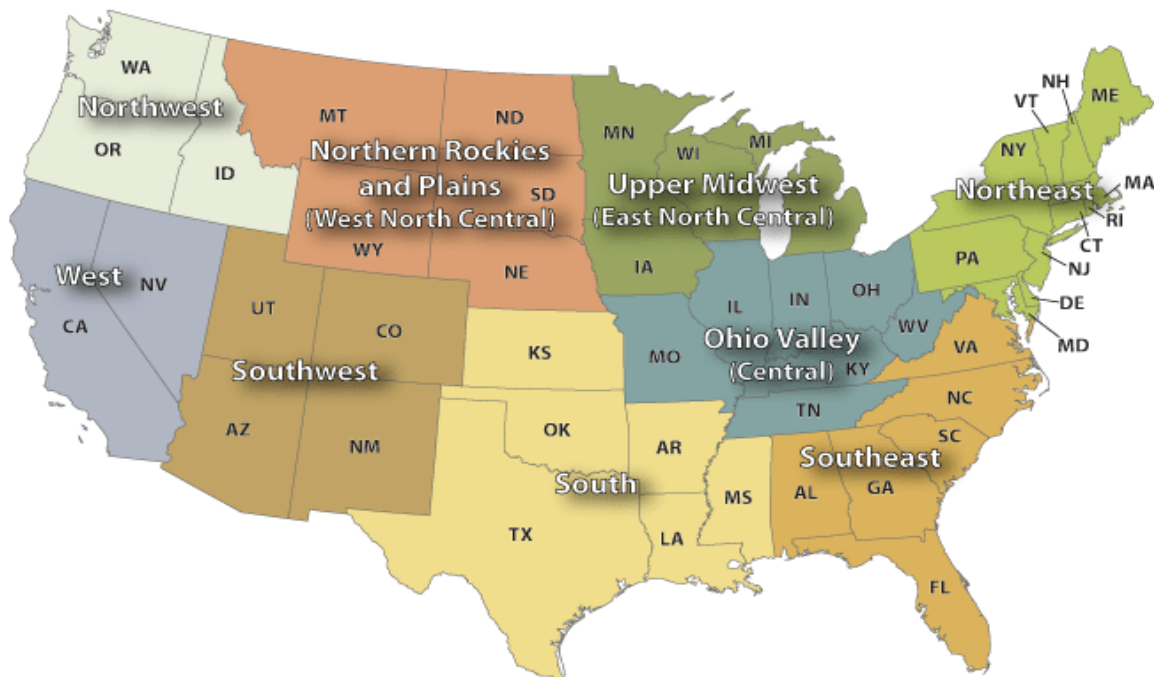 WA
Northwest
OR
ID
MT
ND
Northern Rockies
and Plains
(West North Central)
SD
WY
NE
MN
WI
MI
Upper Midwest
(East North Central)
IA
NH
VT
ME
NY
Northeast
MA
RI
CT
PA
NJ
DE
MD
West
NV
CA
UT
CO
Southwest
AZ
NM
KS
OK
AR
South
TX
LA
MS
IL
IN
OH
WV
Ohio Valley
(Central)
MO
KY
TN
VA
NC
SC
Southeast
AL
GA
FL